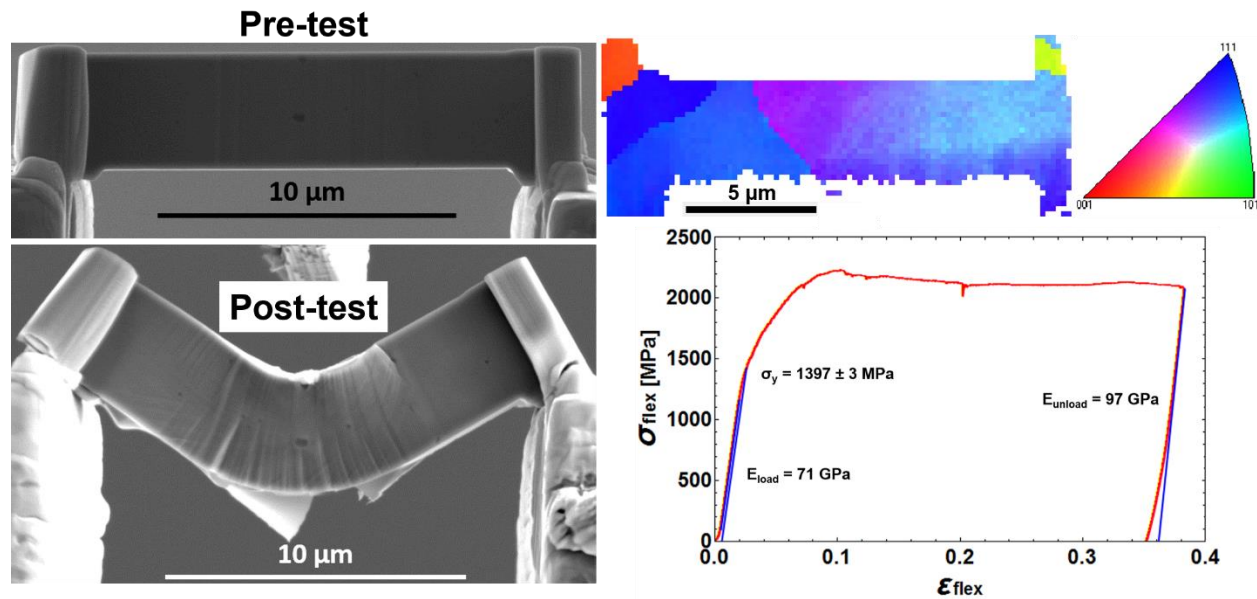 Pre-test
10 µm
Post-test
10 µm
5 µm
111
001
101
σflex [MPa]
2500
2000
1500
1000
500
0
σy = 1397 ± 3 MPa
Eunload = 97 GPa
Eload = 71 GPa
0.0
0.1
0.2
0.3
0.4
εflex